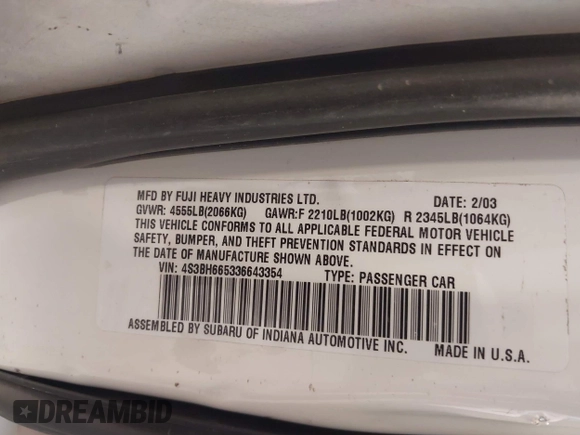 MFD BY FUJI HEAVY INDUSTRIES LTD. DATE: 2/03
GVWR: 4555LB(2066KG) GAWR:F 2210LB(1002KG) R 2345LB(1064KG)
THIS VEHICLE CONFORMS TO ALL APPLICABLE FEDERAL MOTOR VEHICLE
SAFETY, BUMPER, AND THEFT PREVENTION STANDARDS IN EFFECT ON
THE DATE OF MANUFACTURE SHOWN ABOVE.
VIN: 4S3BH665336643354 TYPE: PASSENGER CAR
ASSEMBLED BY SUBARU OF INDIANA AUTOMOTIVE INC. MADE IN U.S.A.
DREAMBID